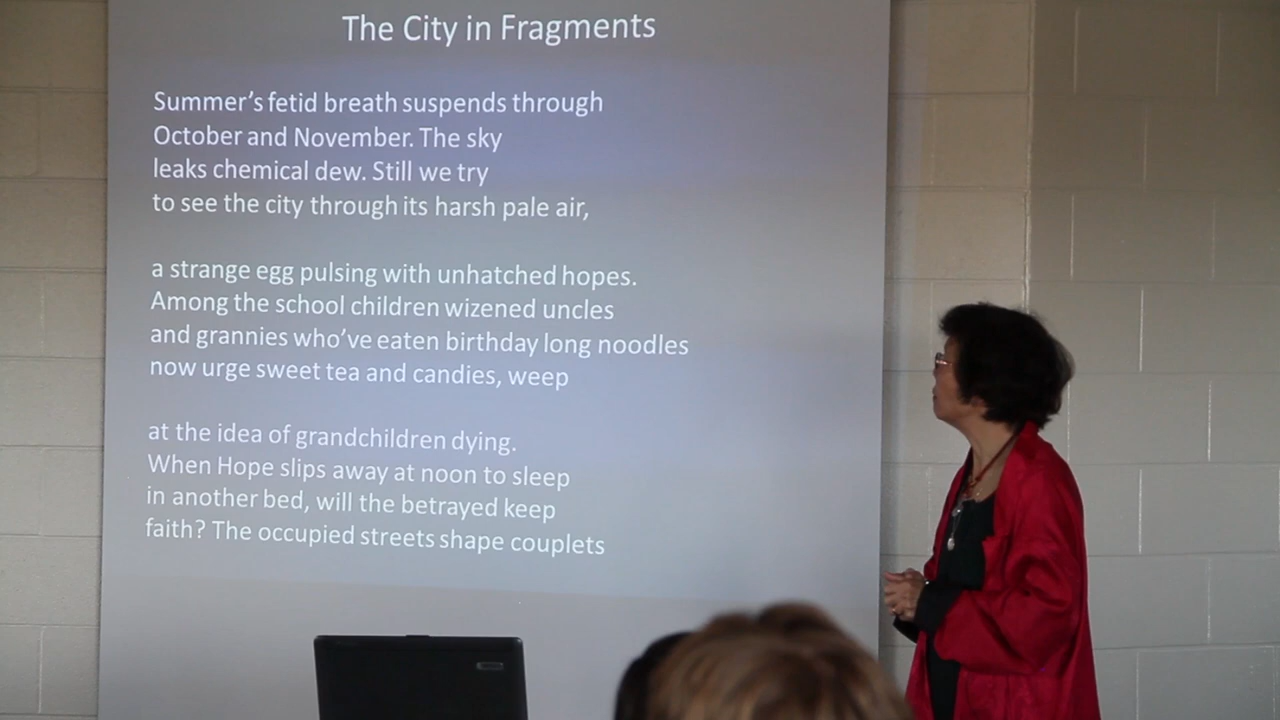 The City in Fragments
Summer's fetid breath suspends through
October and November. The sky
leaks chemical dew. Still we try
to see the city through its harsh pale air,
a strange egg pulsing with unhatched hopes.
Among the school children wizened uncles
and grannies who've eaten birthday long noodles
now urge sweet tea and candies, weep
at the idea of grandchildren dying.
When Hope slips away at noon to sleep
in another bed, will the betrayed keep
faith? The occupied streets shape couplets